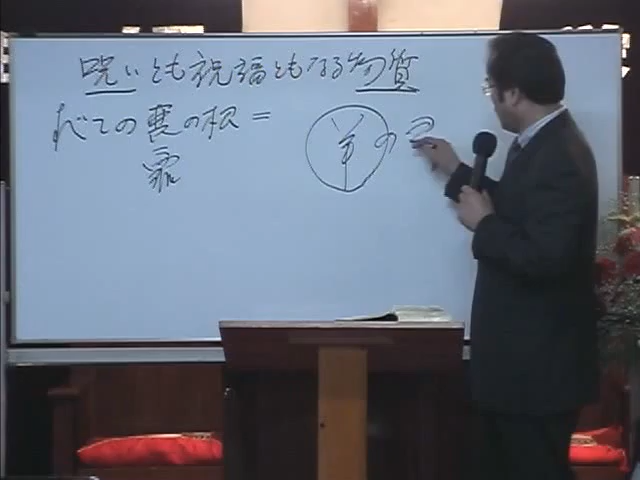 呪いとも祝福ともなる物質
すべての悪の根 = の